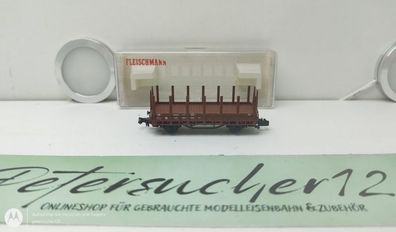 FLEISCHMANN
Petersucher12
ONLINESHOP FÜR GEBRAUCHTE MODELLEISENBAHN & ZUBEHÖR